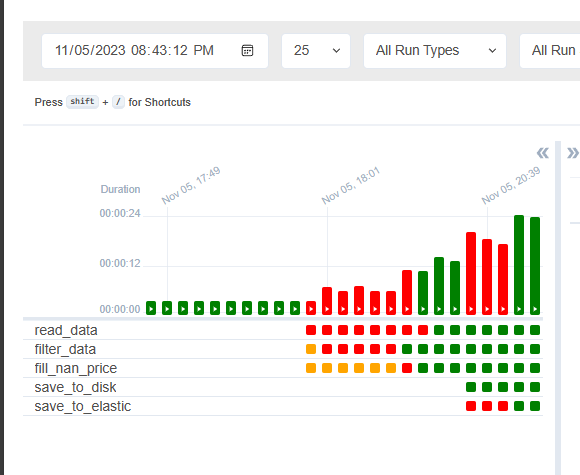 11/05/2023 08:43:12 PM 25 All Run Types All Run
Press shift + / for Shortcuts
« »
Nov 05, 17:49 Nov 05, 18:01 Nov 05, 20:39
Duration
00:00:24
00:00:12
00:00:00
read_data
filter_data
fill_nan_price
save_to_disk
save_to_elastic